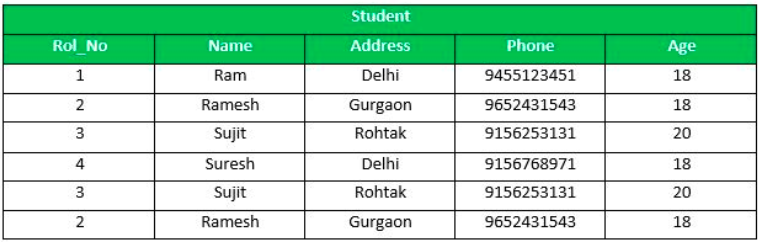 Student
Rol_No Name Address Phone Age
1 Ram Delhi 9455123451 18
2 Ramesh Gurgaon 9652431543 18
3 Sujit Rohtak 9156253131 20
4 Suresh Delhi 9156768971 18
3 Sujit Rohtak 9156253131 20
2 Ramesh Gurgaon 9652431543 18